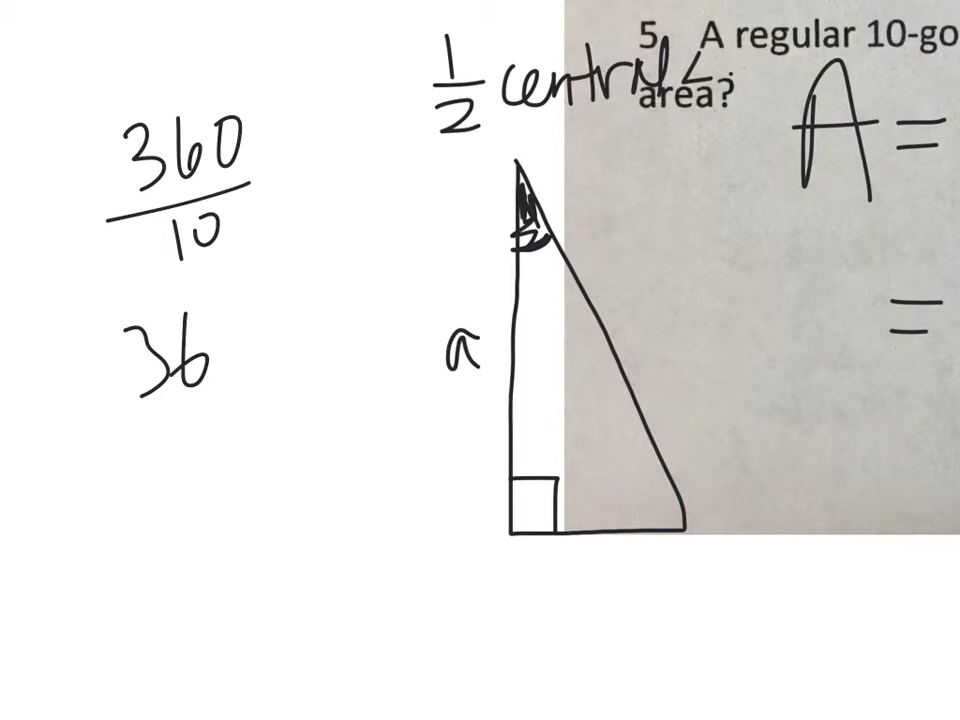 5. A regular 10-go
area?
1
2
central ∠.
360
10
36
a
A =
=